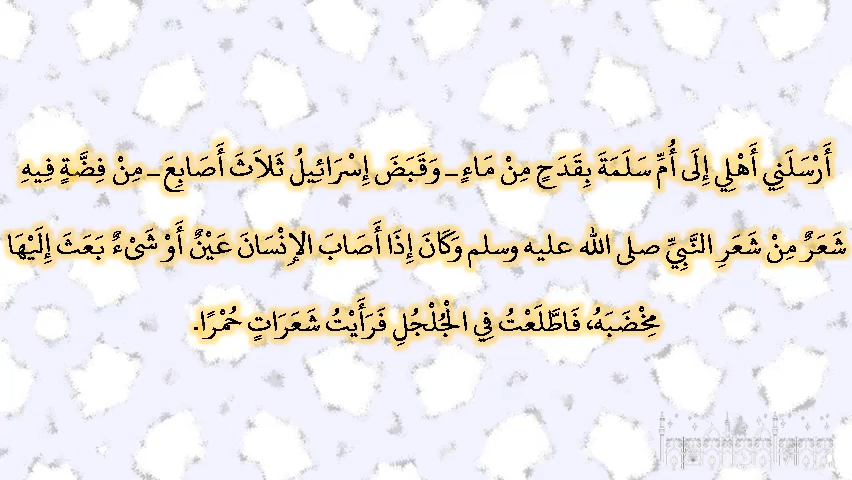 أَرْسَلَنِي أَهْلِي إِلَى أُمِّ سَلَمَةَ بِقَدَحٍ مِنْ مَاءٍ ـ وَقَبَضَ إِسْرَائِيلُ ثَلاَثَ أَصَابِعَ ـ مِنْ فِضَّةٍ فِيهِ
شَعَرٌ مِنْ شَعَرِ النَّبِيِّ صلى الله عليه وسلم وَكَانَ إِذَا أَصَابَ الإِنْسَانَ عَيْنٌ أَوْ شَىْءٌ بَعَثَ إِلَيْهَا
مِخْضَبَهُ، فَاطَّلَعْتُ فِي الْجُلْجُلِ فَرَأَيْتُ شَعَرَاتٍ حُمْرًا.